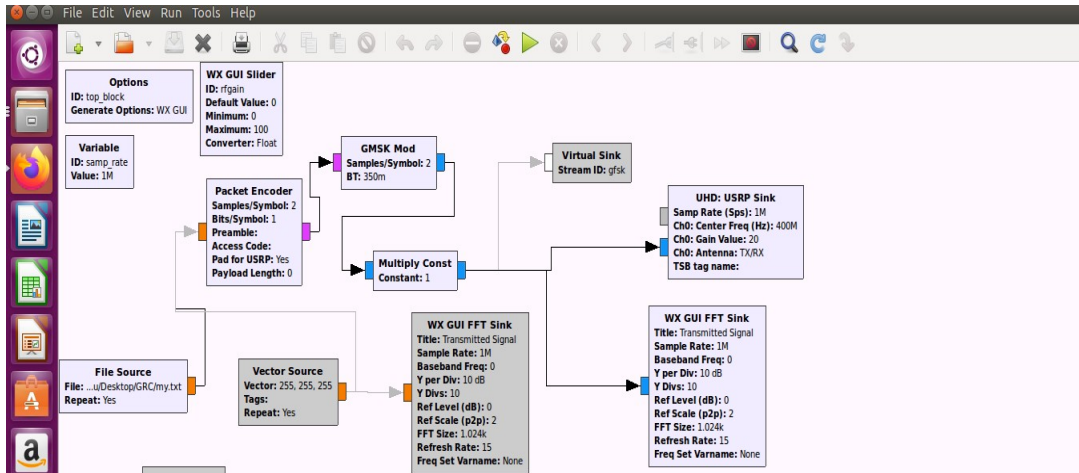 File Edit View Run Tools Help
Options
ID: top_block
Generate Options: WX GUI
WX GUI Slider
ID: rfgain
Default Value: 0
Minimum: 0
Maximum: 100
Converter: Float
Variable
ID: samp_rate
Value: 1M
GMSK Mod
Samples/Symbol: 2
BT: 350m
Virtual Sink
Stream ID: gfsk
Packet Encoder
Samples/Symbol: 2
Bits/Symbol: 1
Preamble:
Access Code:
Pad for USRP: Yes
Payload Length: 0
UHD: USRP Sink
Samp Rate (Sps): 1M
Ch0: Center Freq (Hz): 400M
Ch0: Gain Value: 20
Ch0: Antenna: TX/RX
TSB tag name:
Multiply Const
Constant: 1
File Source
File: ...u/Desktop/GRC/my.txt
Repeat: Yes
Vector Source
Vector: 255, 255, 255
Tags:
Repeat: Yes
WX GUI FFT Sink
Title: Transmitted Signal
Sample Rate: 1M
Baseband Freq: 0
Y per Div: 10 dB
Y Divs: 10
Ref Level (dB): 0
Ref Scale (p2p): 2
FFT Size: 1.024k
Refresh Rate: 15
Freq Set Varname: None
WX GUI FFT Sink
Title: Transmitted Signal
Sample Rate: 1M
Baseband Freq: 0
Y per Div: 10 dB
Y Divs: 10
Ref Level (dB): 0
Ref Scale (p2p): 2
FFT Size: 1.024k
Refresh Rate: 15
Freq Set Varname: None